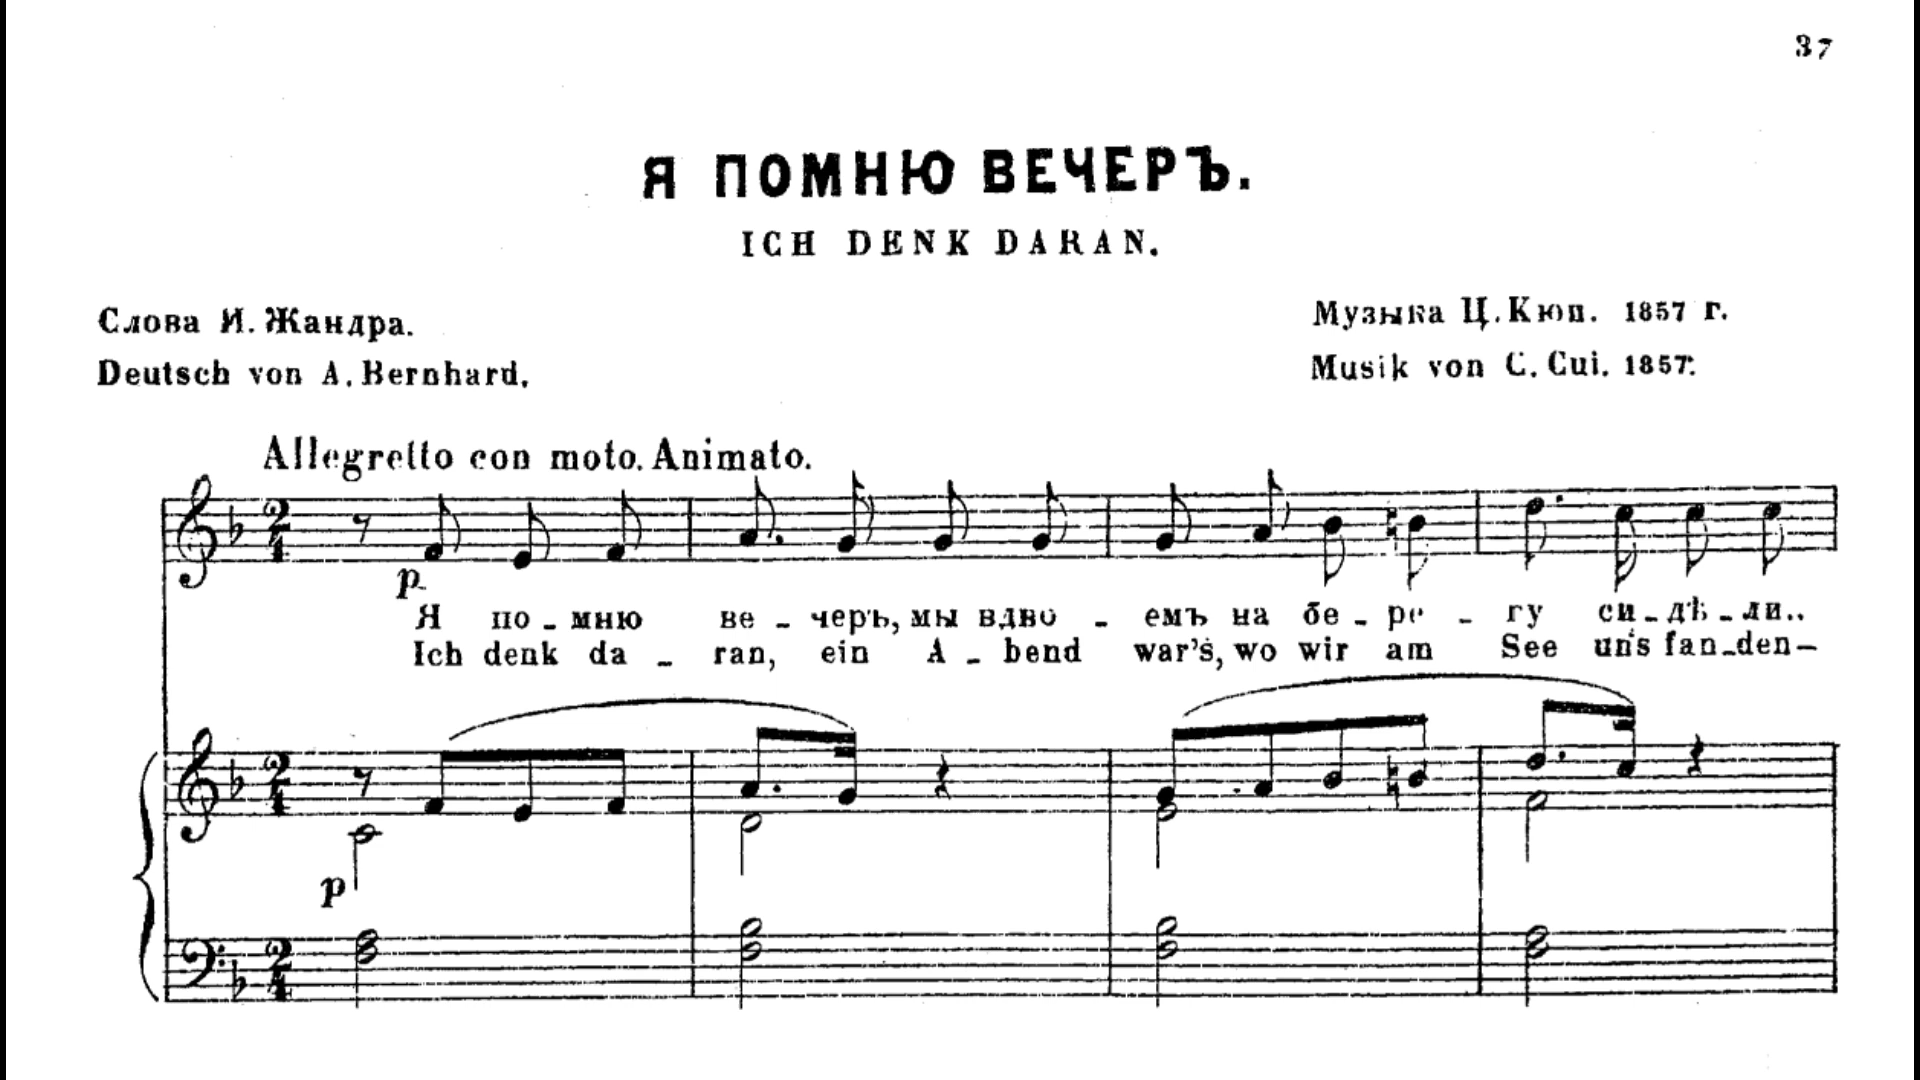 37
Я ПОМНЮ ВЕЧЕРЪ.
ICH DENK DARAN.
Слова И. Жандра.
Deutsch von A. Bernhard.
Музыка Ц. Кюи. 1857 г.
Musik von C. Cui. 1857.
Allegretto con moto. Animato.
p
Я по - мню ве - черъ, мы вдво - емъ на бе - ре - гу си - дѣ - ли..
Ich denk da - ran, ein A - bend war's, wo wir am See uns fan - den -
p